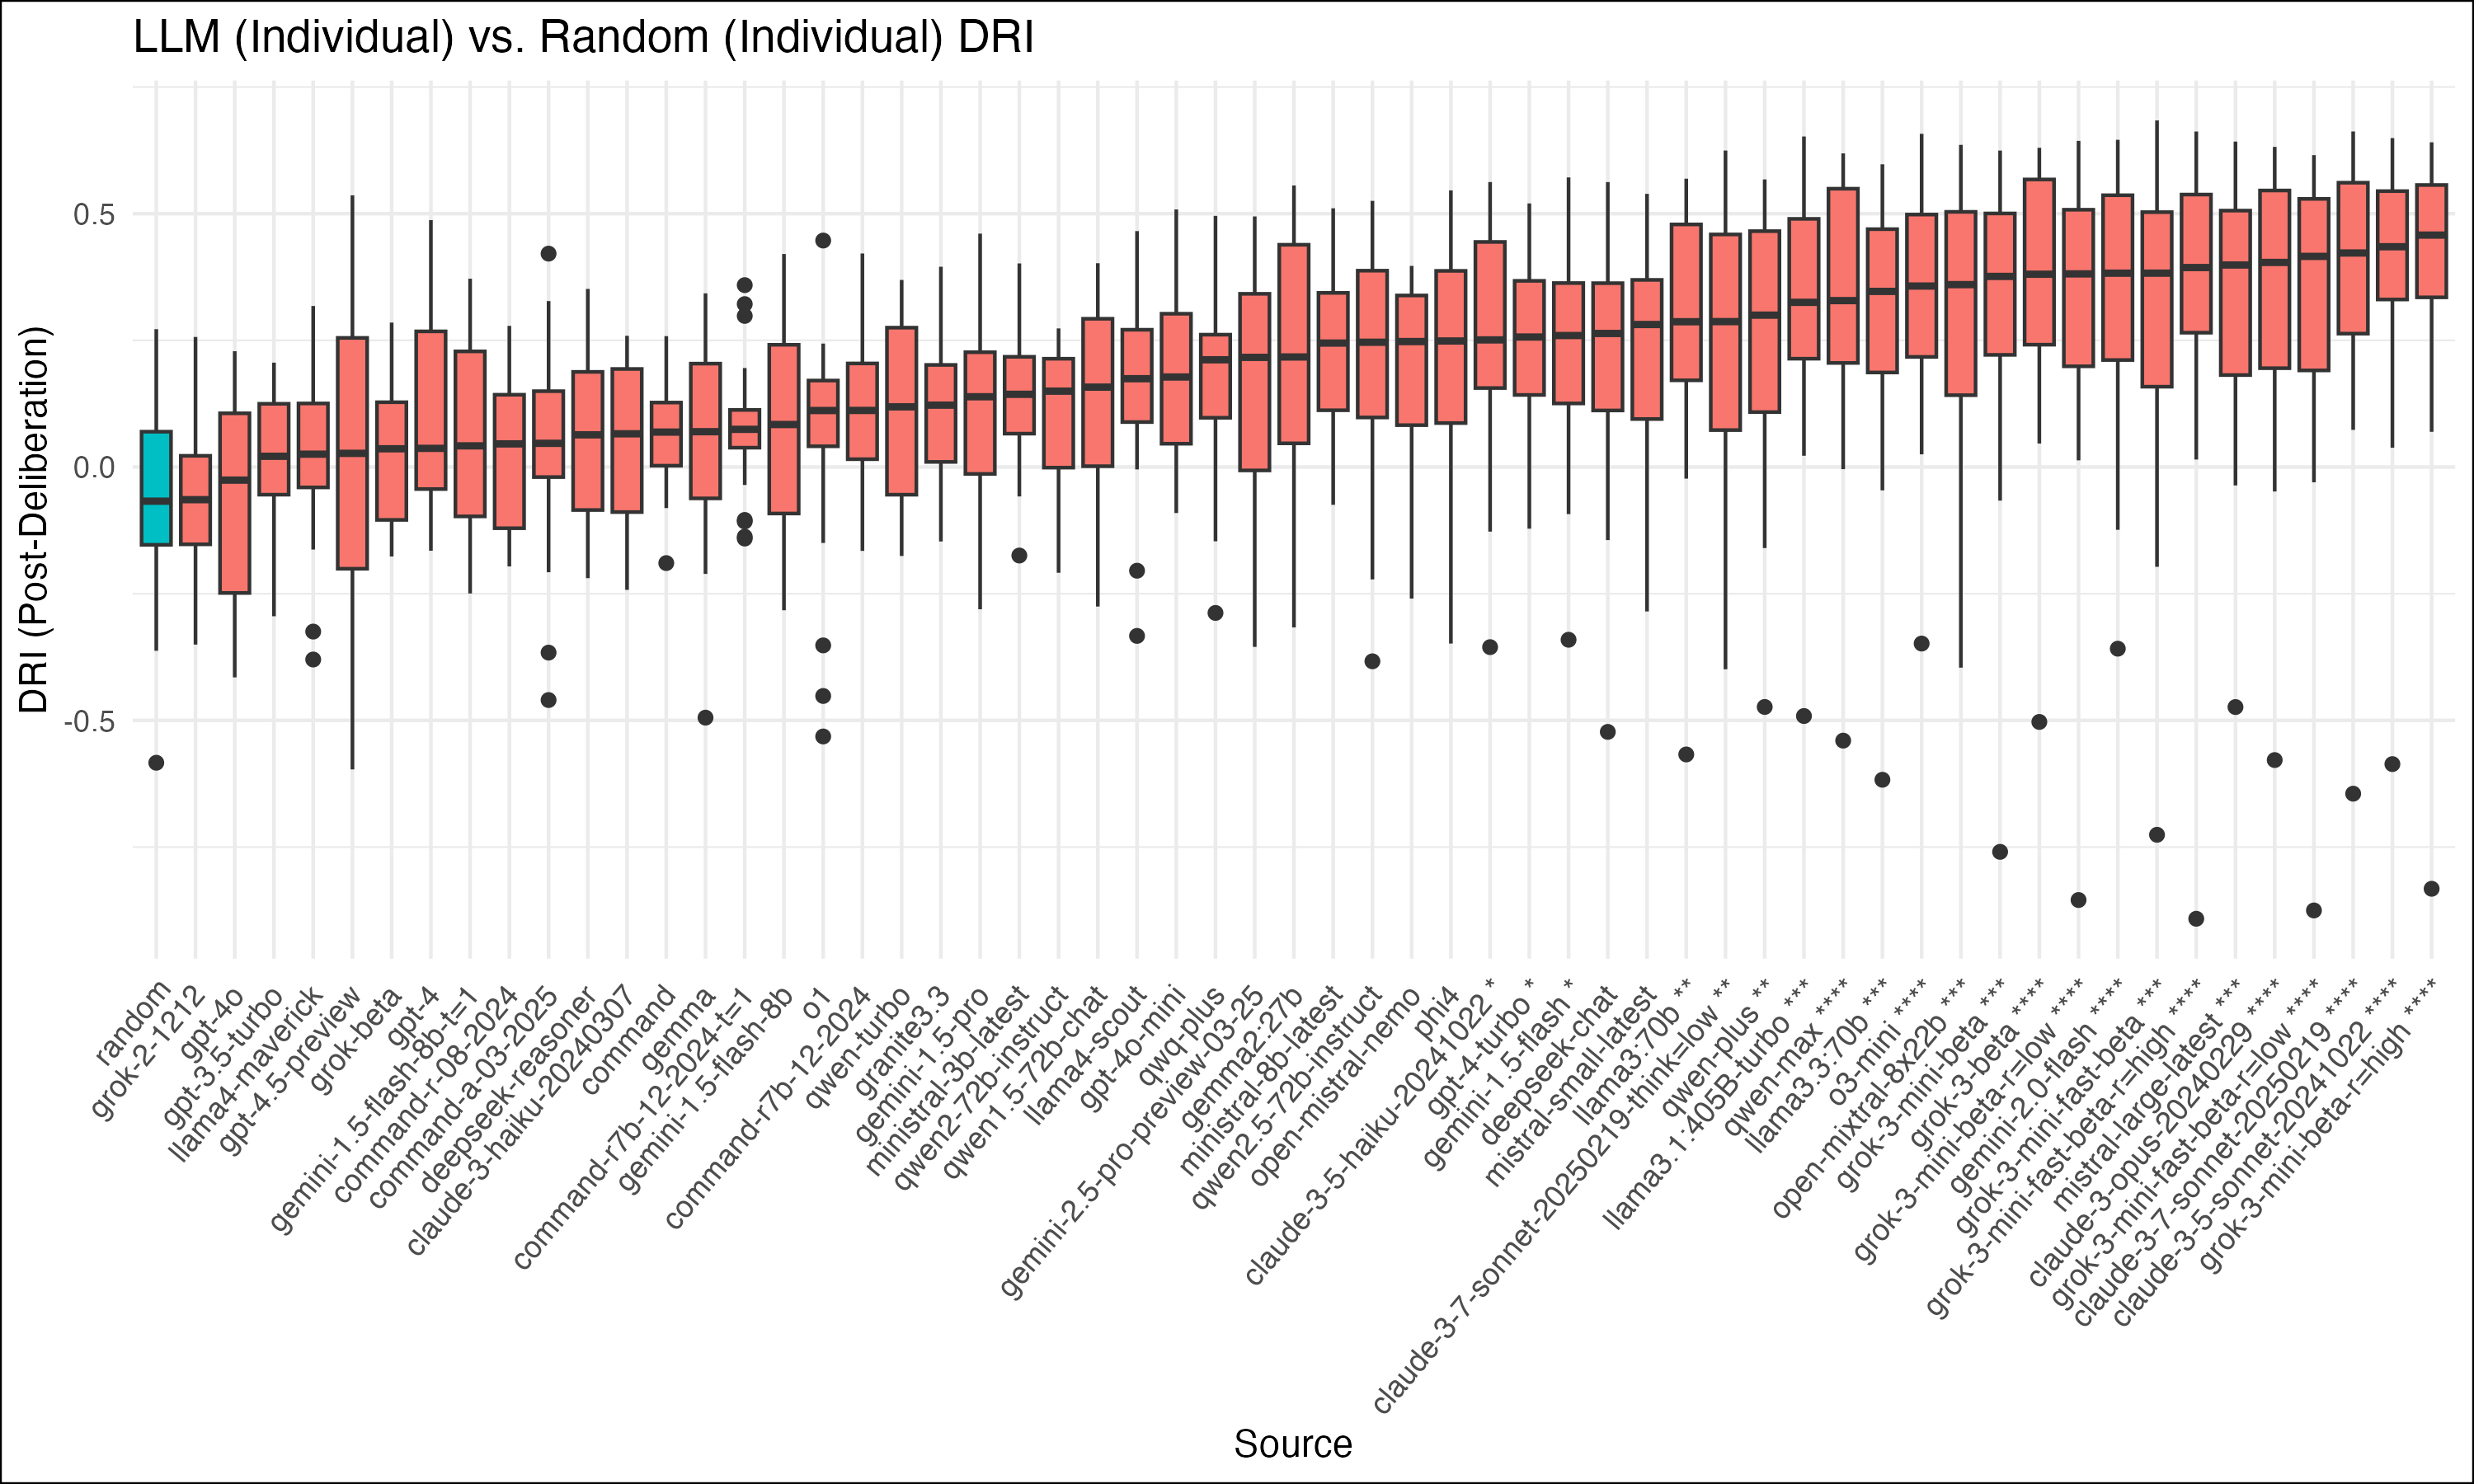 LLM (Individual) vs. Random (Individual) DRI
DRI (Post-Deliberation)
0.5
0.0
-0.5
random
grok-2-1212
gpt-4o
gpt-3.5-turbo
llama4-maverick
gpt-4.5-preview
grok-beta
gpt-4
gemini-1.5-flash-8b-t=1
command-r-08-2024
command-a-03-2025
deepseek-reasoner
claude-3-haiku-20240307
command
gemma
command-r7b-12-2024-t=1
gemini-1.5-flash-8b
o1
command-r7b-12-2024
qwen-turbo
granite3.3
gemini-1.5-pro
ministral-3b-latest
qwen2-72b-instruct
qwen1.5-72b-chat
llama4-scout
gpt-4o-mini
qwq-plus
gemini-2.5-pro-preview-03-25
gemma2:27b
ministral-8b-latest
qwen2.5-72b-instruct
open-mistral-nemo
phi4
claude-3-5-haiku-20241022 *
gpt-4-turbo *
gemini-1.5-flash *
deepseek-chat
mistral-small-latest
llama3:70b **
claude-3-7-sonnet-20250219-think=low **
qwen-plus **
llama3.1:405B-turbo ***
qwen-max ****
llama3.3:70b ***
o3-mini ****
open-mixtral-8x22b ***
grok-3-mini-beta ***
grok-3-beta ****
grok-3-mini-beta-r=low ****
gemini-2.0-flash ****
grok-3-mini-fast-beta ***
grok-3-mini-fast-beta-r=high ****
mistral-large-latest ***
claude-3-opus-20240229 ****
grok-3-mini-fast-beta-r=low ****
claude-3-7-sonnet-20250219 ****
claude-3-5-sonnet-20241022 ****
grok-3-mini-beta-r=high ****
Source